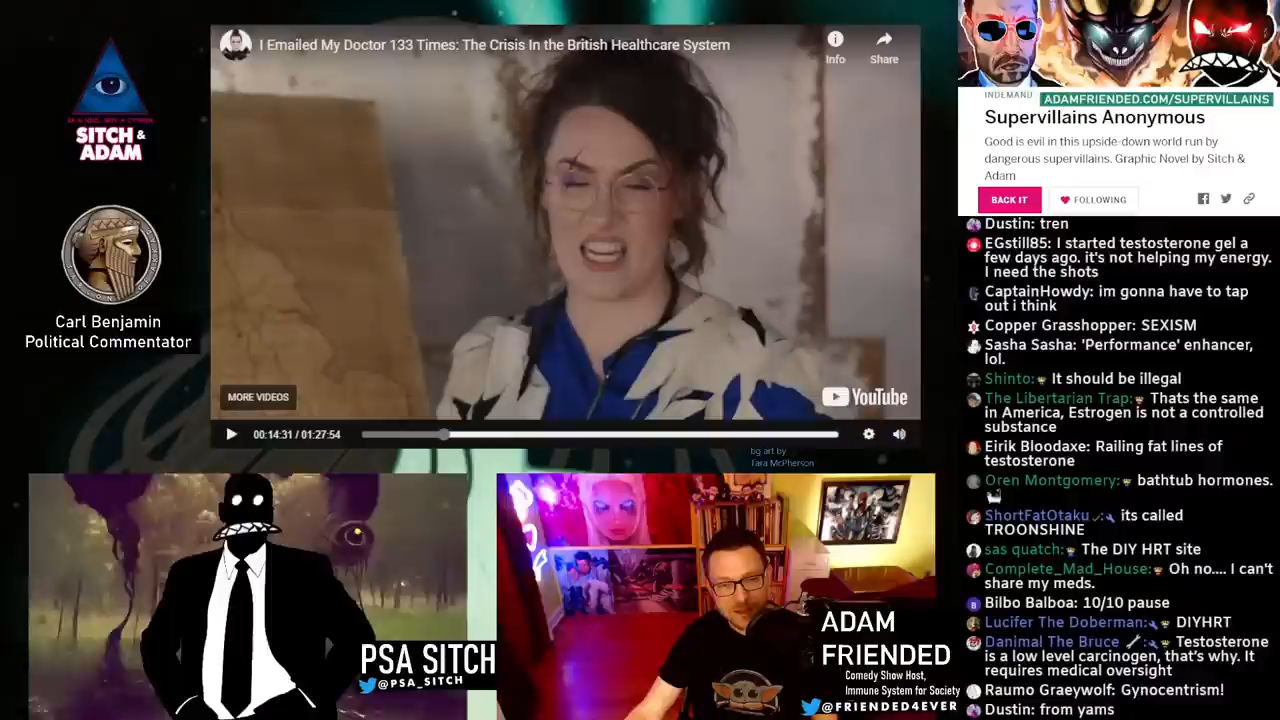 I Emailed My Doctor 133 Times: The Crisis In the British Healthcare System
Info
Share
MORE VIDEOS
YouTube
00:14:31 / 01:27:54
bg art by
Tara McPherson
SITCH &
ADAM
Carl Benjamin
Political Commentator
PSA SITCH
@PSA_SITCH
ADAM
FRIENDED
Comedy Show Host,
Immune System for Society
@FRIENDED4EVER
INDEMAND
ADAMFRIENDED.COM/SUPERVILLAINS
Supervillains Anonymous
Good is evil in this upside-down world run by
dangerous supervillains. Graphic Novel by Sitch &
Adam
BACK IT
FOLLOWING
Dustin: tren
EGstill85: I started testosterone gel a
few days ago. it's not helping my energy.
I need the shots
CaptainHowdy: im gonna have to tap
out i think
Copper Grasshopper: SEXISM
Sasha Sasha: 'Performance' enhancer,
lol.
Shinto: It should be illegal
The Libertarian Trap: Thats the same
in America, Estrogen is not a controlled
substance
Eirik Bloodaxe: Railing fat lines of
testosterone
Oren Montgomery: bathtub hormones.
ShortFatOtaku: its called
TROONSHINE
sas quatch: The DIY HRT site
Complete_Mad_House: Oh no.... I can't
share my meds.
Bilbo Balboa: 10/10 pause
Lucifer The Doberman: DIYHRT
Danimal The Bruce: Testosterone
is a low level carcinogen, that's why. It
requires medical oversight
Raumo Graeywolf: Gynocentrism!
Dustin: from yams